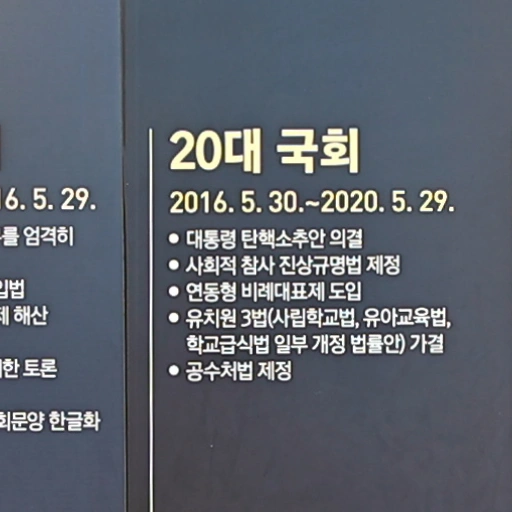 6. 5. 29.
를 엄격히
입법
제 해산
한 토론
회문양 한글화
20대 국회
2016. 5. 30.~2020. 5. 29.
• 대통령 탄핵소추안 의결
• 사회적 참사 진상규명법 제정
• 연동형 비례대표제 도입
• 유치원 3법(사립학교법, 유아교육법,
학교급식법 일부 개정 법률안) 가결
• 공수처법 제정